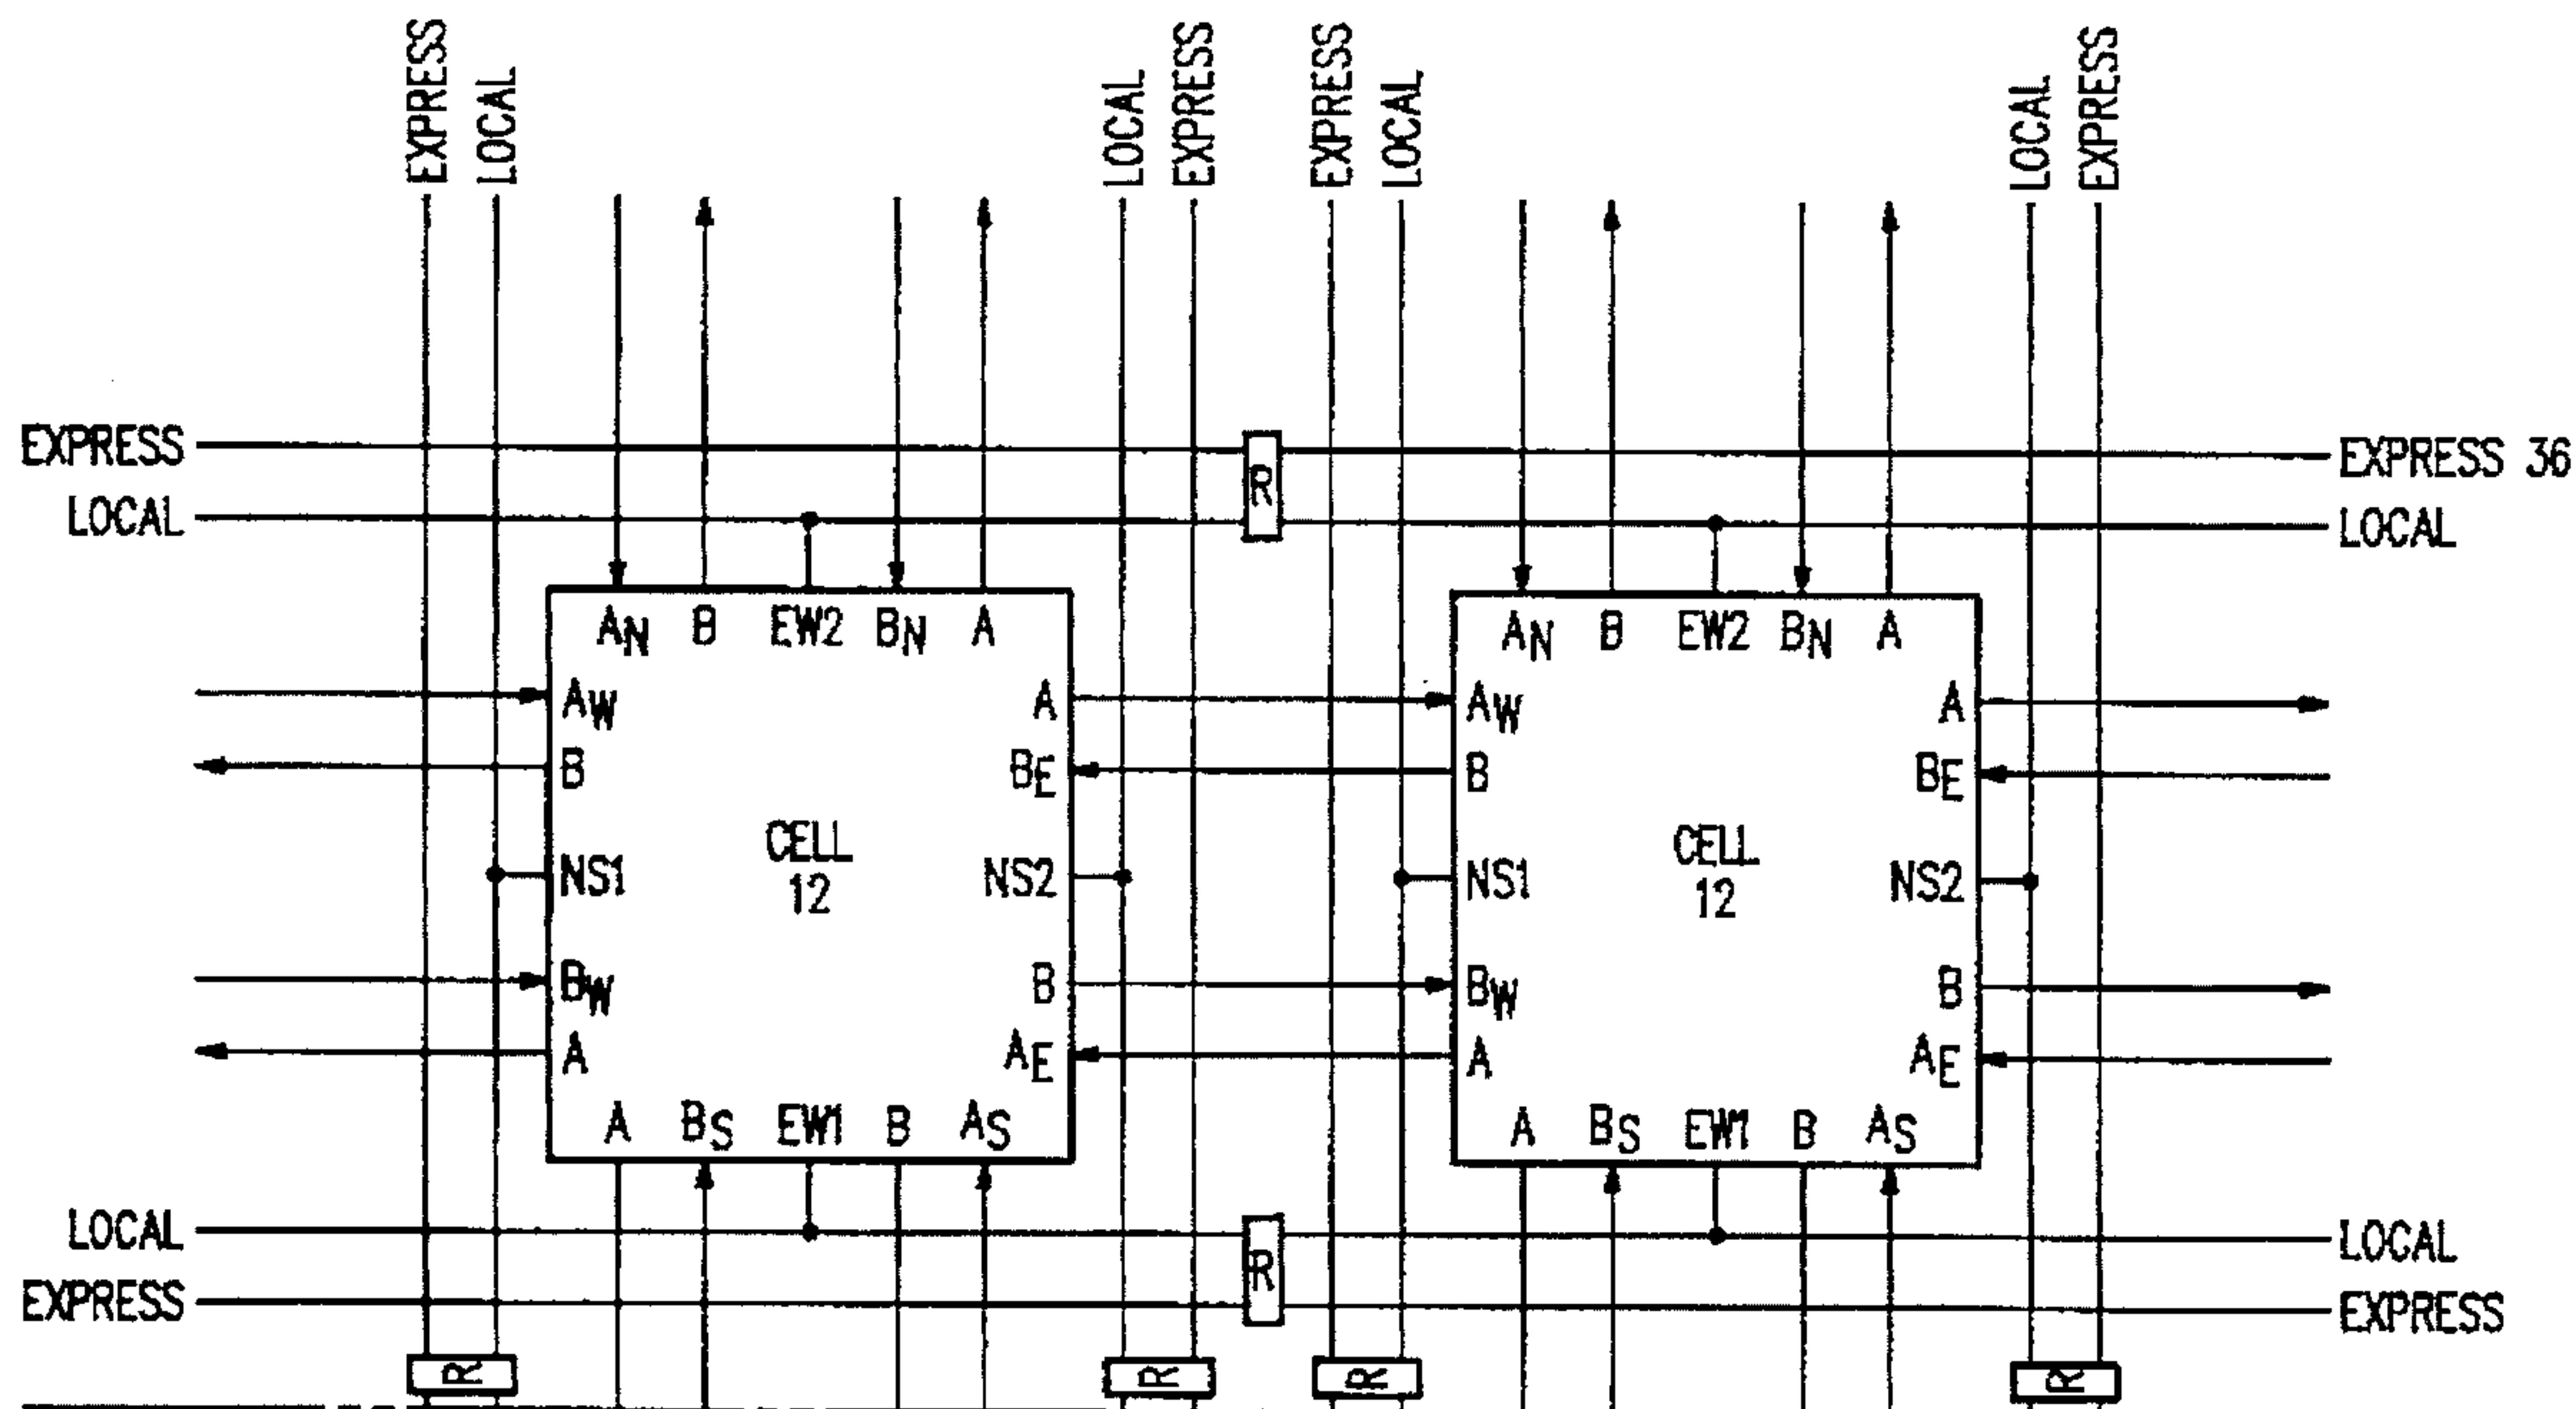 EXPRESS LOCAL LOCAL EXPRESS EXPRESS LOCAL LOCAL EXPRESS
EXPRESS R EXPRESS 36
LOCAL LOCAL
AN B EW2 BN A AN B EW2 BN A
AW A AW A
B BE B BE
CELL CELL
NS1 12 NS2 NS1 12 NS2
BW B BW B
A AE A AE
A BS EW1 B AS A BS EW1 B AS
LOCAL R LOCAL
EXPRESS EXPRESS
R R R R